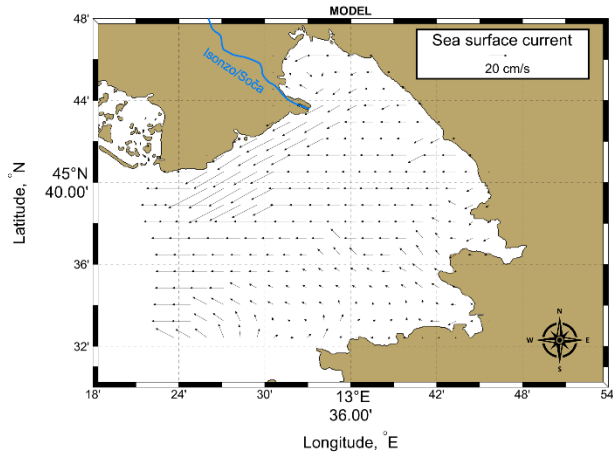 MODEL
48'
Sea surface current
20 cm/s
Isonzo/Soča
44'
45°N
40.00'
Latitude, °N
36'
32'
N
W
E
S
18'
24'
30'
13°E
36.00'
42'
48'
54
Longitude, °E